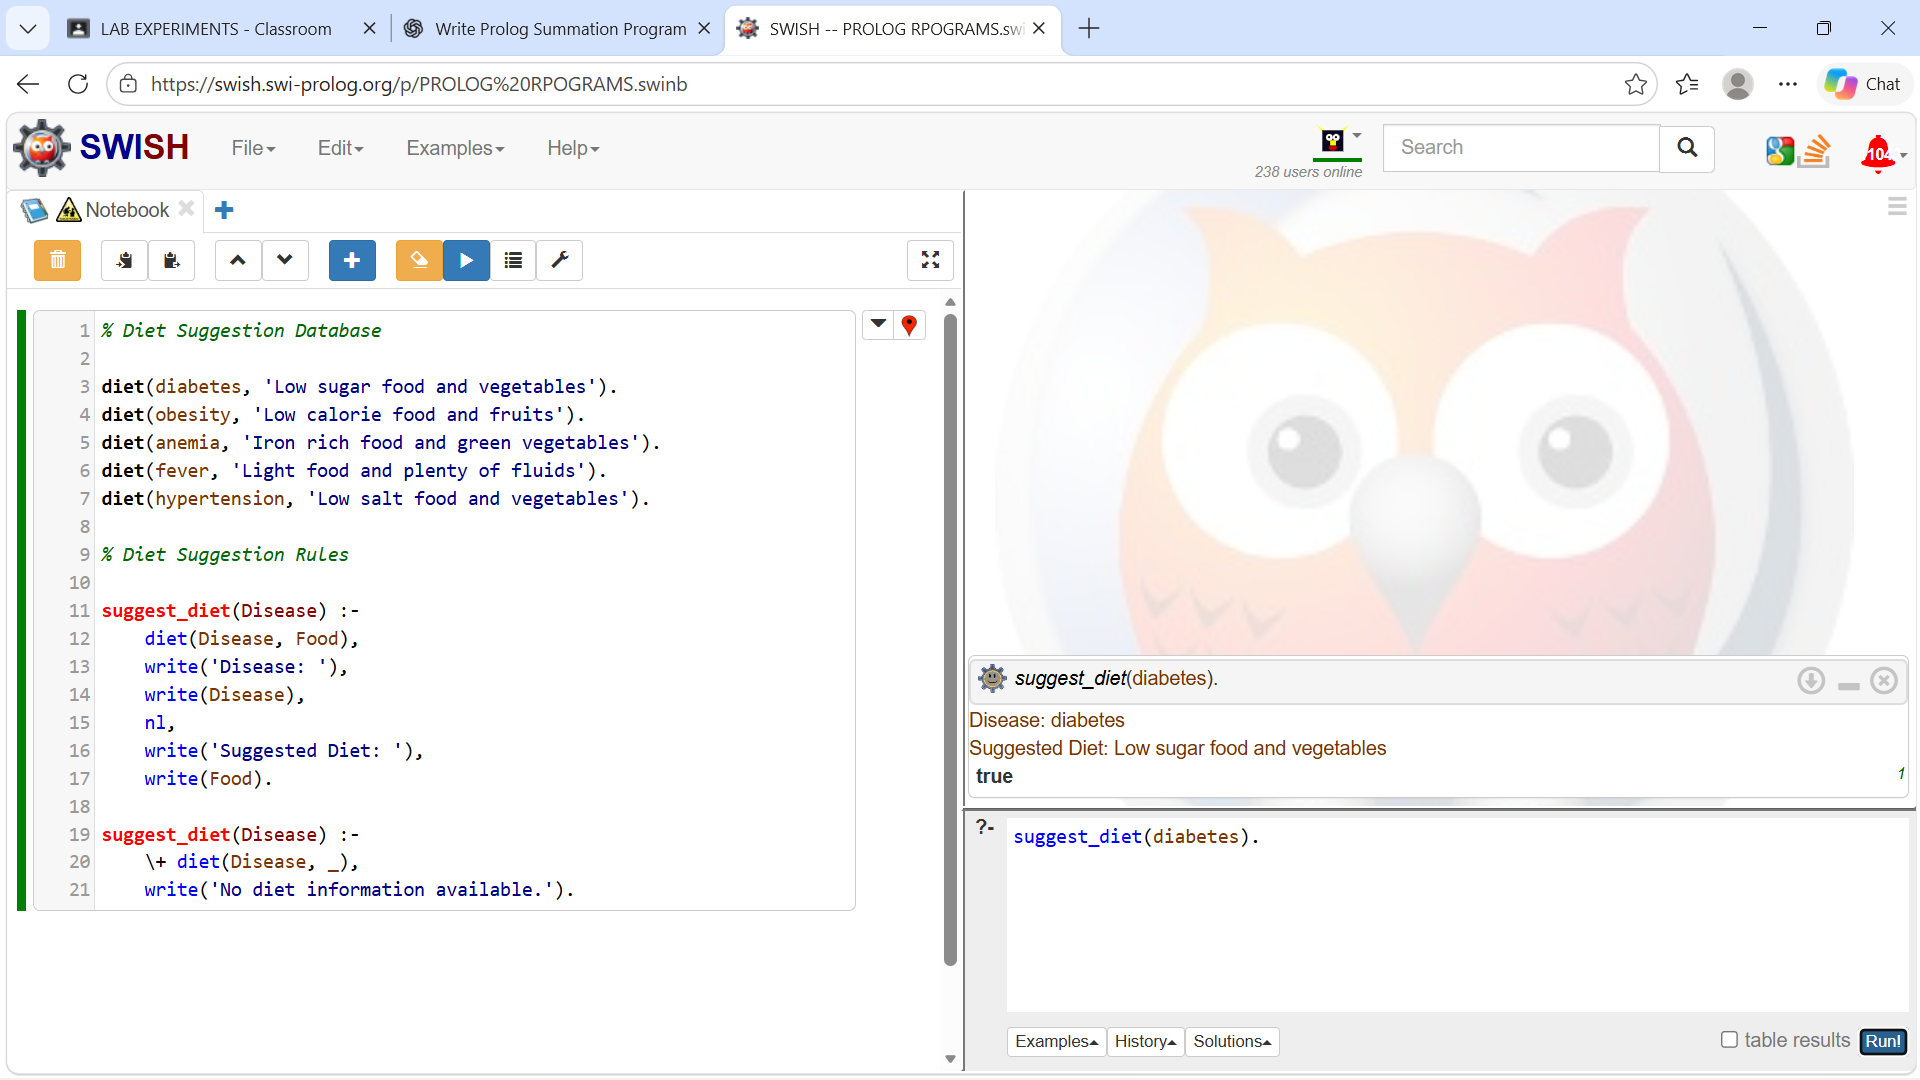 LAB EXPERIMENTS - Classroom
Write Prolog Summation Program
SWISH -- PROLOG RPOGRAMS.swi
https://swish.swi-prolog.org/p/PROLOG%20RPOGRAMS.swinb
Chat
SWISH
File
Edit
Examples
Help
238 users online
Search
104
Notebook
1 % Diet Suggestion Database
2
3 diet(diabetes, 'Low sugar food and vegetables').
4 diet(obesity, 'Low calorie food and fruits').
5 diet(anemia, 'Iron rich food and green vegetables').
6 diet(fever, 'Light food and plenty of fluids').
7 diet(hypertension, 'Low salt food and vegetables').
8
9 % Diet Suggestion Rules
10
11 suggest_diet(Disease) :-
12     diet(Disease, Food),
13     write('Disease: '),
14     write(Disease),
15     nl,
16     write('Suggested Diet: '),
17     write(Food).
18
19 suggest_diet(Disease) :-
20     \+ diet(Disease, _),
21     write('No diet information available.').
suggest_diet(diabetes).
Disease: diabetes
Suggested Diet: Low sugar food and vegetables
true
1
?- suggest_diet(diabetes).
Examples
History
Solutions
table results
Run!